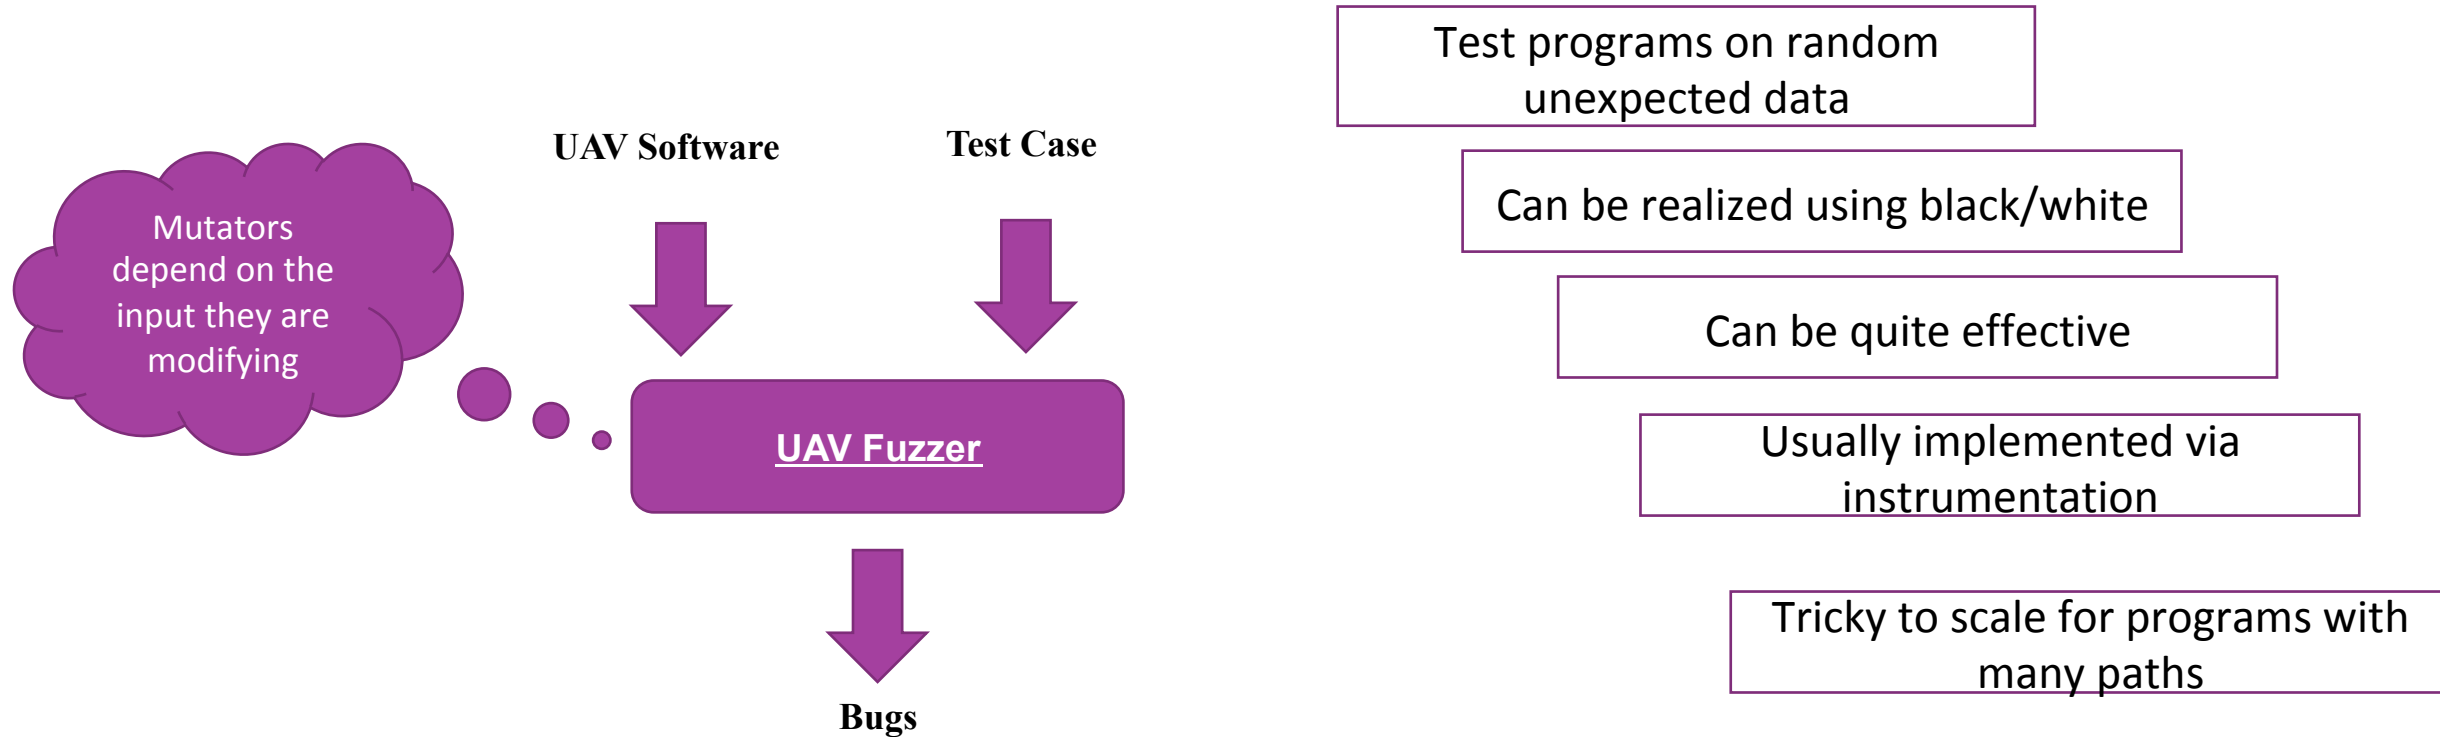 Mutators
depend on the
input they are
modifying
UAV Software
Test Case
UAV Fuzzer
Bugs
Test programs on random
unexpected data
Can be realized using black/white
Can be quite effective
Usually implemented via
instrumentation
Tricky to scale for programs with
many paths